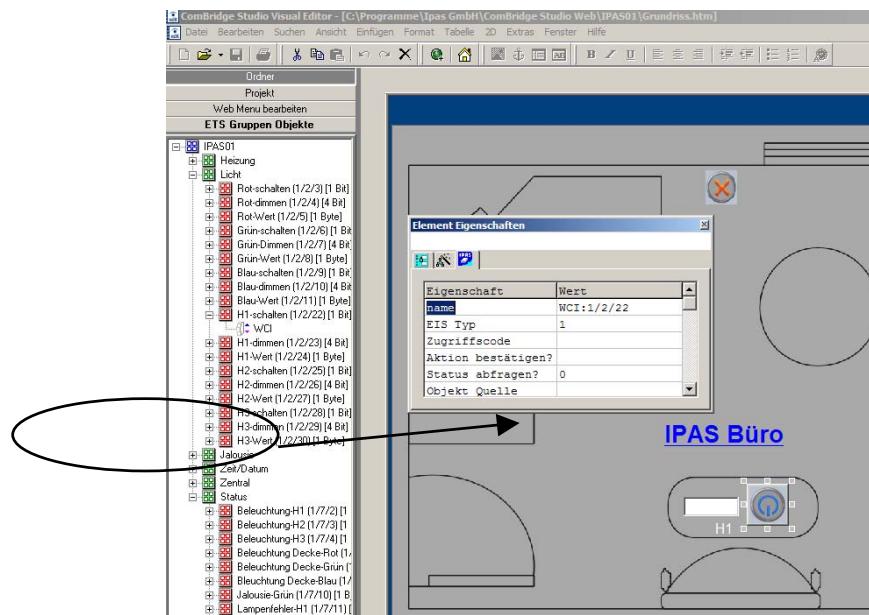 ComBridge Studio Visual Editor - [C:\Programme\Ipas GmbH\ComBridge Studio Web\IPAS01\Grundriss.htm]
Datei Bearbeiten Suchen Ansicht Einfügen Format Tabelle 2D Extras Fenster Hilfe
B I U
Ordner
Projekt
Web Menu bearbeiten
ETS Gruppen Objekte
IPAS01
Heizung
Licht
Rot-schalten (1/2/3) [1 Bit]
Rot-dimmen (1/2/4) [4 Bit]
Rot-Wert (1/2/5) [1 Byte]
Grün-schalten (1/2/6) [1 Bit
Grün-Dimmen (1/2/7) [4 Bit
Grün-Wert (1/2/8) [1 Byte]
Blau-schalten (1/2/9) [1 Bit
Blau-dimmen (1/2/10) [4 Bit
Blau-Wert (1/2/11) [1 Byte]
H1-schalten (1/2/22) [1 Bit]
WCI
H1-dimmen (1/2/23) [4 Bit]
H1-Wert (1/2/24) [1 Byte]
H2-schalten (1/2/25) [1 Bit]
H2-dimmen (1/2/26) [4 Bit]
H2-Wert (1/2/27) [1 Byte]
H3-schalten (1/2/28) [1 Bit]
H3-dimmen (1/2/29) [4 Bit]
H3-Wert (1/2/30) [1 Byte]
Jalousie
Zeit/Datum
Zentral
Status
Beleuchtung-H1 (1/7/2) [1
Beleuchtung-H2 (1/7/3) [1
Beleuchtung-H3 (1/7/4) [1
Beleuchtung Decke-Rot (1/
Beleuchtung Decke-Grün (
Bleuchtung Decke-Blau (1/
Jalousie-Grün (1/7/10) [1 B
Lampenfehler-H1 (1/7/11) [
Element Eigenschaften
IPAS
Eigenschaft Wert
name WCI:1/2/22
EIS Typ 1
Zugriffscode
Aktion bestätigen?
Status abfragen? 0
Objekt Quelle
IPAS Büro
H1